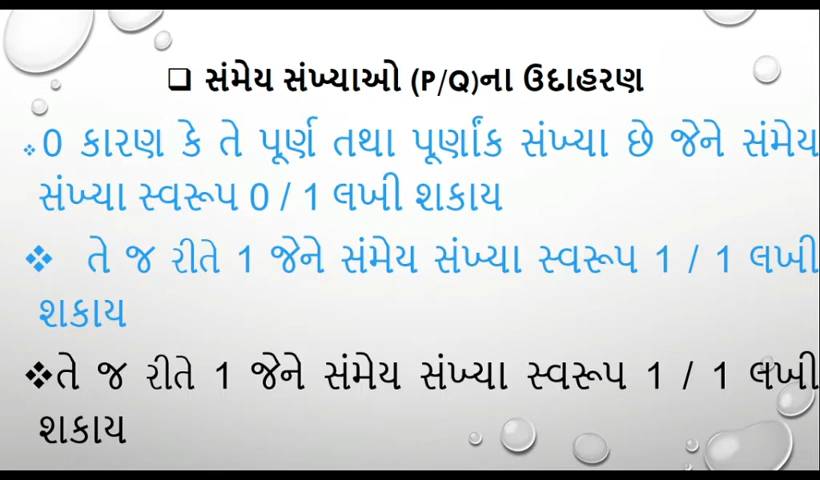 ❑ સંમેય સંખ્યાઓ (P/Q)ના ઉદાહરણ
❖0 કારણ કે તે પૂર્ણ તથા પૂર્ણાંક સંખ્યા છે જેને સંમેય
સંખ્યા સ્વરૂપ 0 / 1 લખી શકાય
❖ તે જ રીતે 1 જેને સંમેય સંખ્યા સ્વરૂપ 1 / 1 લખી
શકાય
❖તે જ રીતે 1 જેને સંમેય સંખ્યા સ્વરૂપ 1 / 1 લખી
શકાય